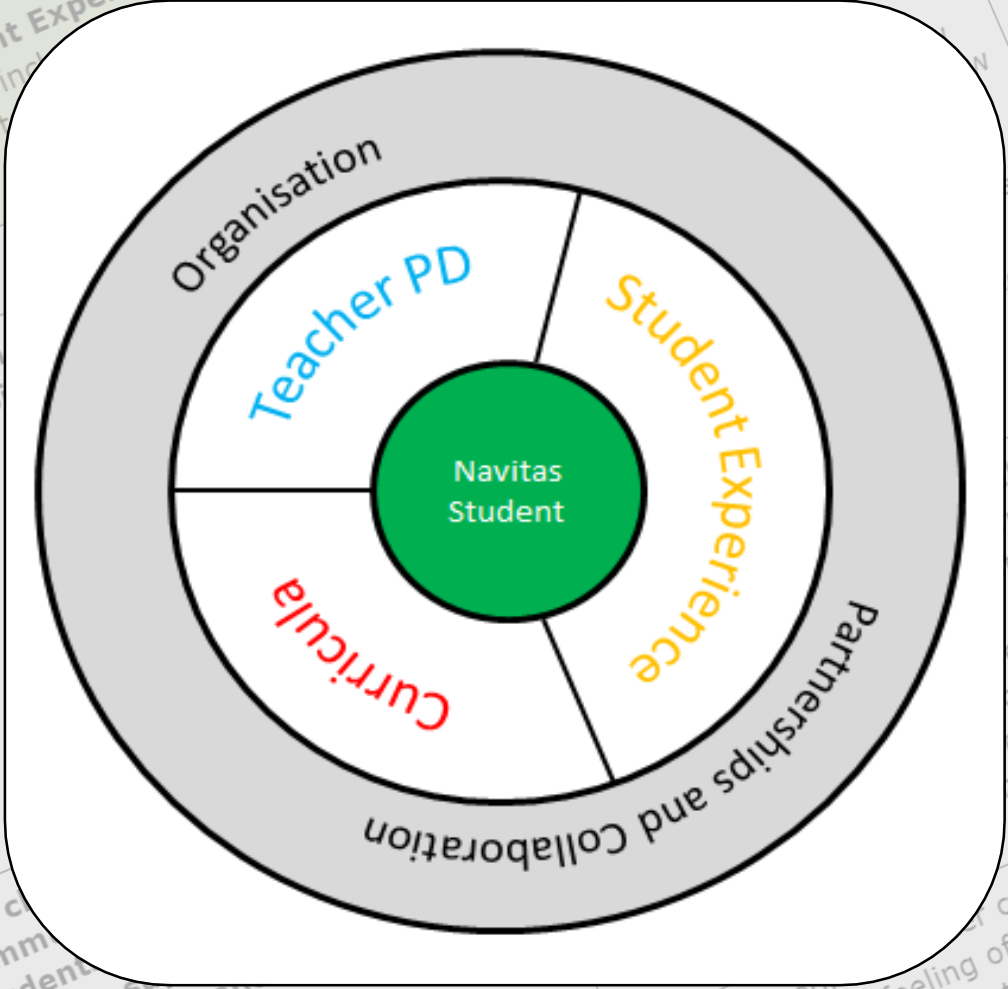 Organisation
Teacher PD
Student Experience
Navitas
Student
Curricula
Partnerships and Collaboration